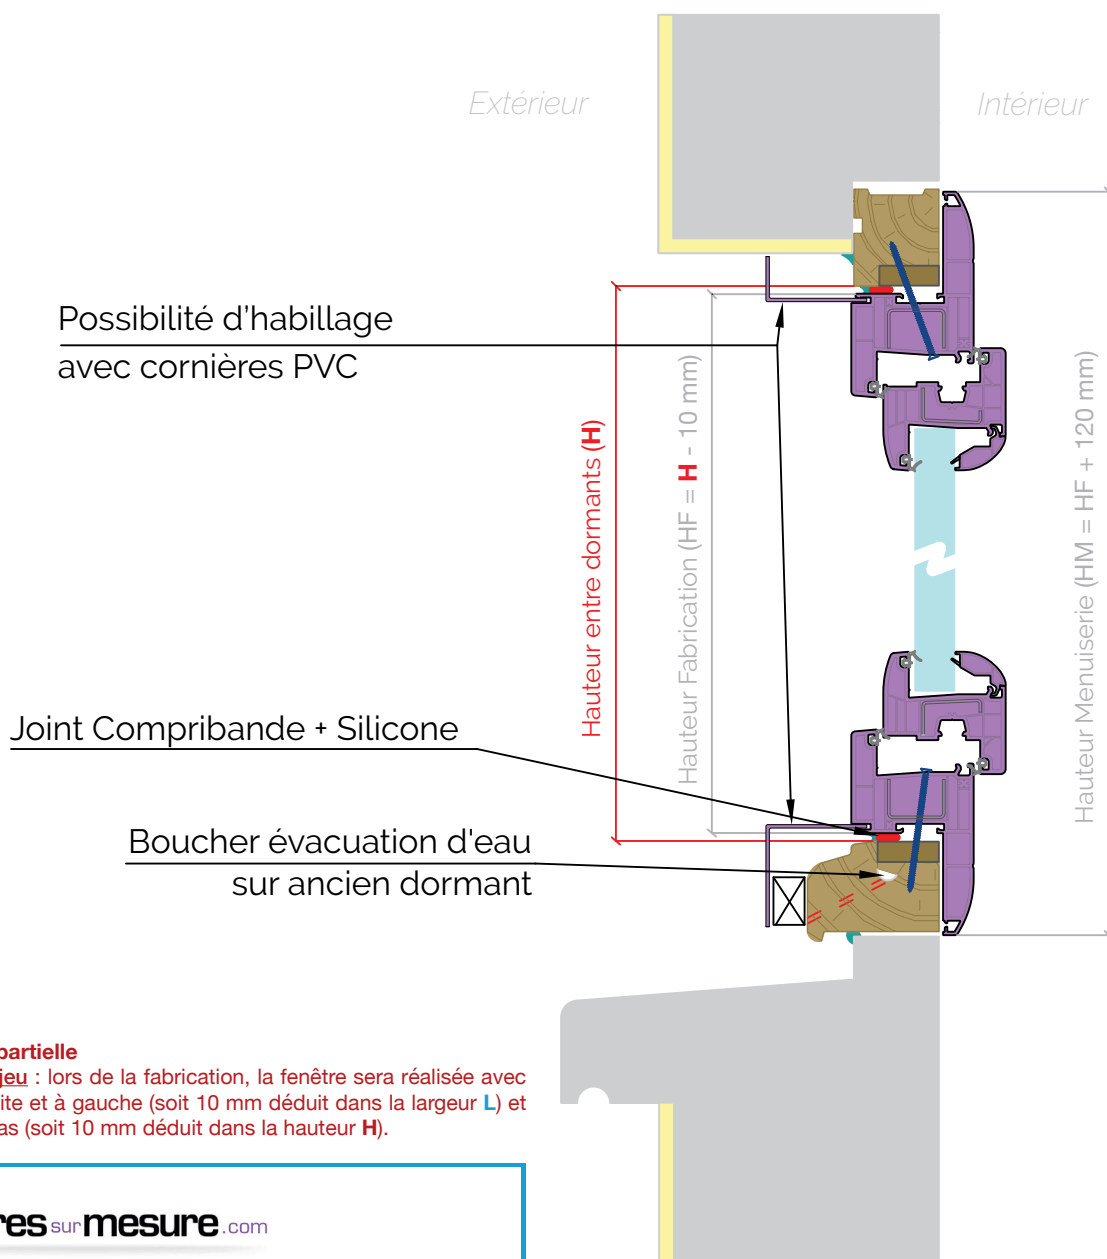 Extérieur
Intérieur
Possibilité d'habillage
avec cornières PVC
Hauteur entre dormants (H)
Hauteur Fabrication (HF = H - 10 mm)
Hauteur Menuiserie (HM = HF + 120 mm)
Joint Compribande + Silicone
Boucher évacuation d'eau
sur ancien dormant
partielle
jeu : lors de la fabrication, la fenêtre sera réalisée avec
ite et à gauche (soit 10 mm déduit dans la largeur L) et
as (soit 10 mm déduit dans la hauteur H).
res sur mesure.com